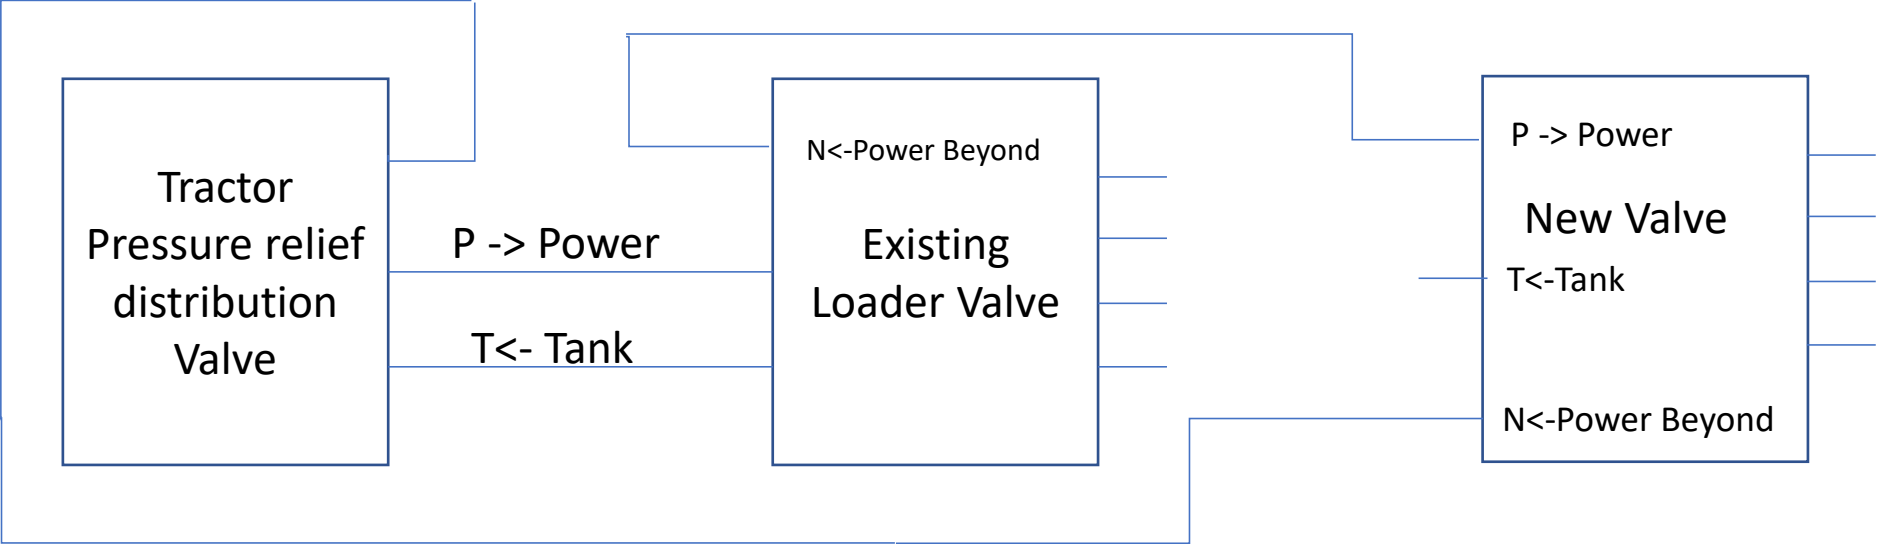 Tractor
Pressure relief
distribution
Valve
P -> Power
T<- Tank
N<-Power Beyond
Existing
Loader Valve
P -> Power
New Valve
T<-Tank
N<-Power Beyond